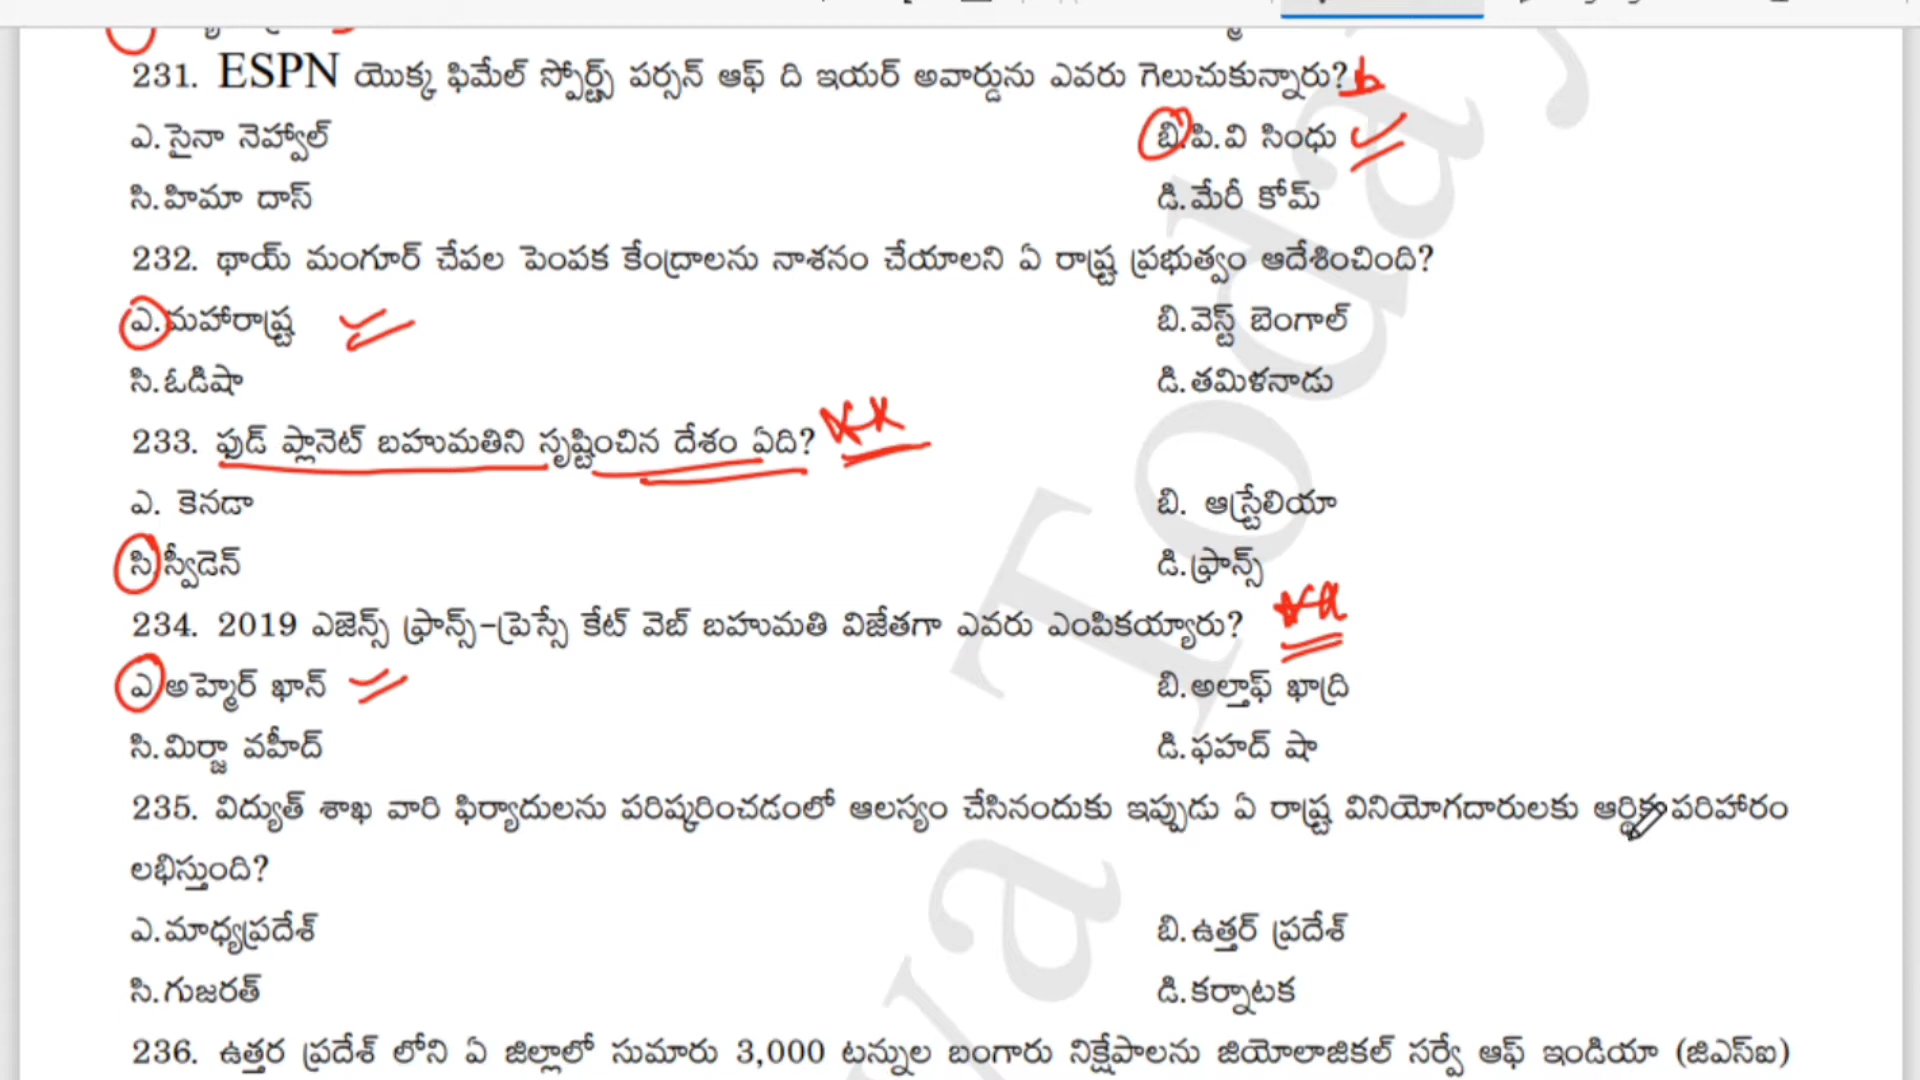 231. ESPN యొక్క ఫిమేల్ స్పోర్ట్స్ పర్సన్ ఆఫ్ ది ఇయర్ అవార్డును ఎవరు గెలుచుకున్నారు? b
ఎ.సైనా నెహ్వాల్ బి.పి.వి సింధు
సి.హిమా దాస్ డి.మేరీ కోమ్
232. థాయ్ మంగూర్ చేపల పెంపక కేంద్రాలను నాశనం చేయాలని ఏ రాష్ట్ర ప్రభుత్వం ఆదేశించింది?
ఎ.మహారాష్ట్ర బి.వెస్ట్ బెంగాల్
సి.ఓడిషా డి.తమిళనాడు
233. ఫుడ్ ప్లానెట్ బహుమతిని సృష్టించిన దేశం ఏది?
ఎ. కెనడా బి. ఆస్ట్రేలియా
సి.స్వీడెన్ డి.ఫ్రాన్స్
234. 2019 ఎజెన్స్ ఫ్రాన్స్-ప్రెస్సే కేట్ వెబ్ బహుమతి విజేతగా ఎవరు ఎంపికయ్యారు?
ఎ.అహ్మెర్ ఖాన్ బి.అల్తాఫ్ ఖాద్రి
సి.మిర్జా వహీద్ డి.ఫహద్ షా
235. విద్యుత్ శాఖ వారి ఫిర్యాదులను పరిష్కరించడంలో ఆలస్యం చేసినందుకు ఇప్పుడు ఏ రాష్ట్ర వినియోగదారులకు ఆర్థిక పరిహారం
లభిస్తుంది?
ఎ.మాధ్యప్రదేశ్ బి.ఉత్తర్ ప్రదేశ్
సి.గుజరత్ డి.కర్నాటక
236. ఉత్తర ప్రదేశ్ లోని ఏ జిల్లాలో సుమారు 3,000 టన్నుల బంగారు నిక్షేపాలను జియోలాజికల్ సర్వే ఆఫ్ ఇండియా (జిఎస్ఐ)